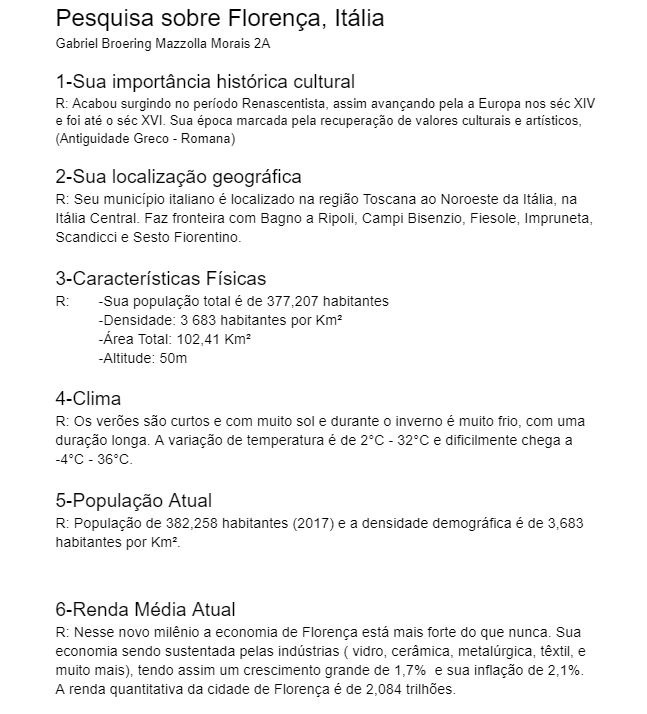 Pesquisa sobre Florença, Itália
Gabriel Broering Mazzolla Morais 2A
1-Sua importância histórica cultural
R: Acabou surgindo no período Renascentista, assim avançando pela a Europa nos séc XIV
e foi até o séc XVI. Sua época marcada pela recuperação de valores culturais e artísticos,
(Antiguidade Greco - Romana)
2-Sua localização geográfica
R: Seu município italiano é localizado na região Toscana ao Noroeste da Itália, na
Itália Central. Faz fronteira com Bagno a Ripoli, Campi Bisenzio, Fiesole, Impruneta,
Scandicci e Sesto Fiorentino.
3-Características Físicas
R: -Sua população total é de 377,207 habitantes
-Densidade: 3 683 habitantes por Km²
-Área Total: 102,41 Km²
-Altitude: 50m
4-Clima
R: Os verões são curtos e com muito sol e durante o inverno é muito frio, com uma
duração longa. A variação de temperatura é de 2°C - 32°C e dificilmente chega a
-4°C - 36°C.
5-População Atual
R: População de 382,258 habitantes (2017) e a densidade demográfica é de 3,683
habitantes por Km².
6-Renda Média Atual
R: Nesse novo milênio a economia de Florença está mais forte do que nunca. Sua
economia sendo sustentada pelas indústrias ( vidro, cerâmica, metalúrgica, têxtil, e
muito mais), tendo assim um crescimento grande de 1,7% e sua inflação de 2,1%.
A renda quantitativa da cidade de Florença é de 2,084 trilhões.